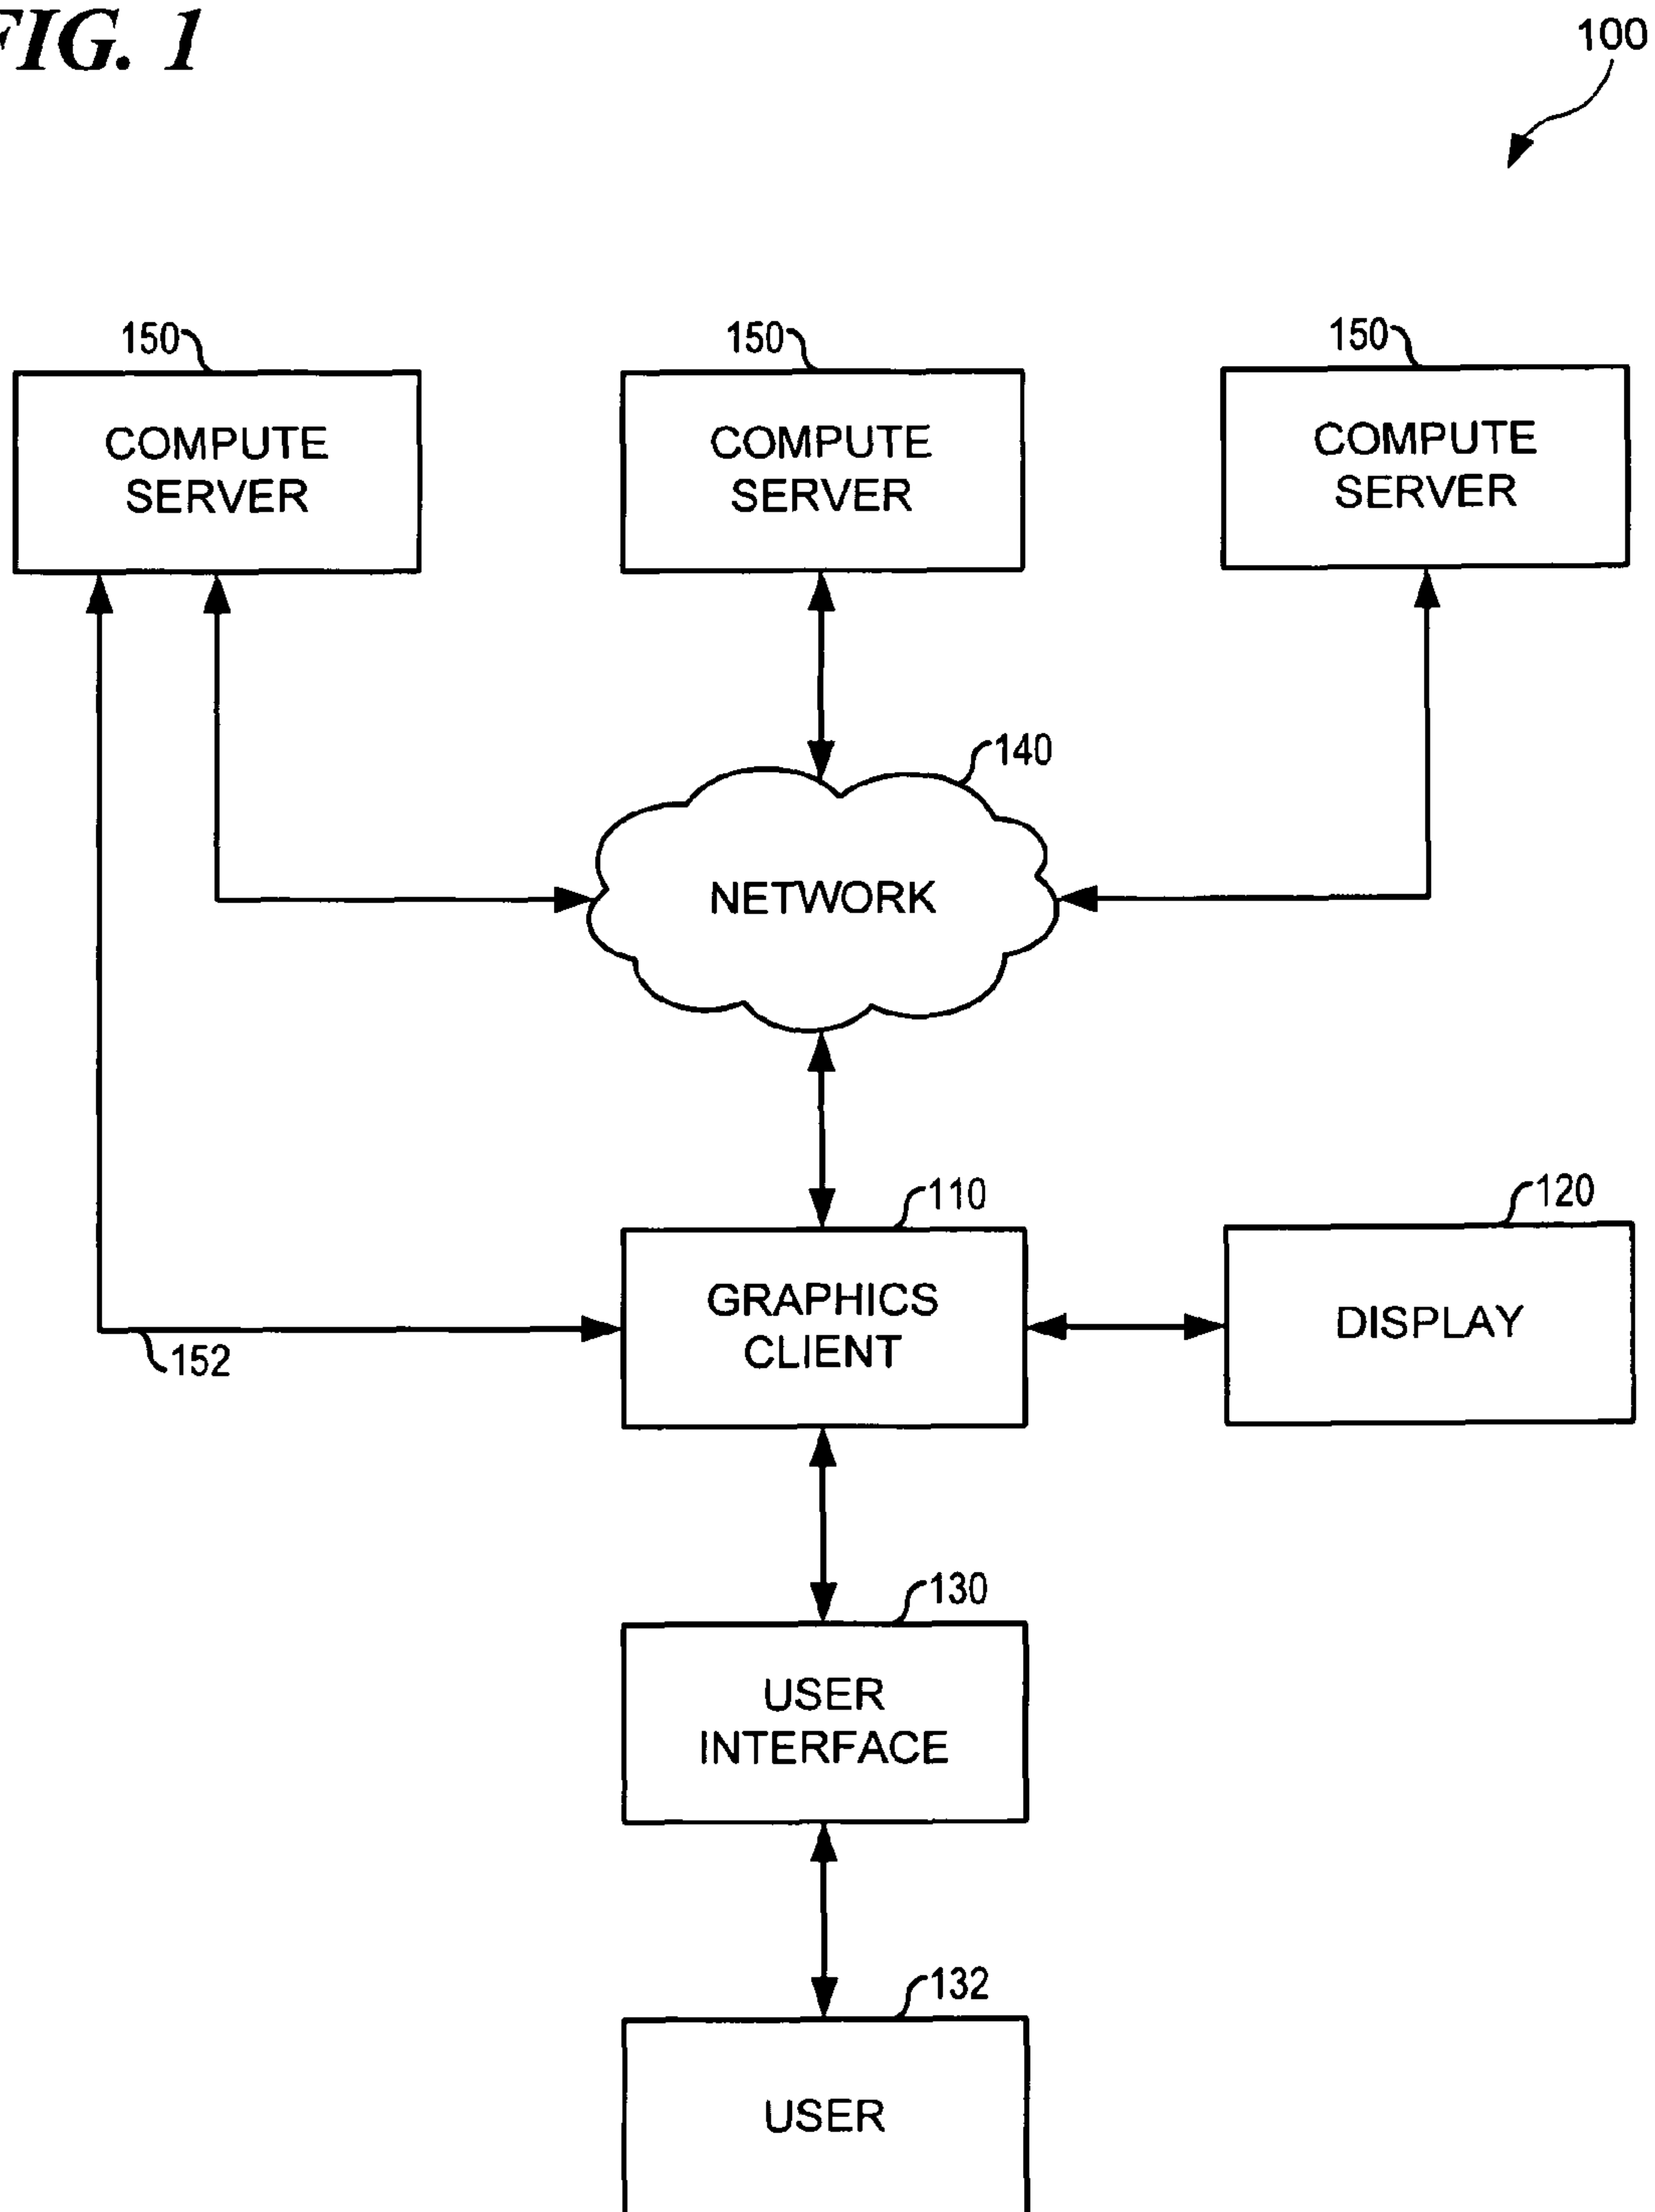 FIG. 1
100
150
150
150
COMPUTE
SERVER
COMPUTE
SERVER
COMPUTE
SERVER
140
NETWORK
110
120
GRAPHICS
CLIENT
DISPLAY
152
130
USER
INTERFACE
132
USER